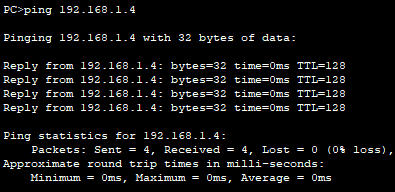 PC>ping 192.168.1.4
Pinging 192.168.1.4 with 32 bytes of data:
Reply from 192.168.1.4: bytes=32 time=0ms TTL=128
Reply from 192.168.1.4: bytes=32 time=0ms TTL=128
Reply from 192.168.1.4: bytes=32 time=0ms TTL=128
Reply from 192.168.1.4: bytes=32 time=0ms TTL=128
Ping statistics for 192.168.1.4:
Packets: Sent = 4, Received = 4, Lost = 0 (0% loss),
Approximate round trip times in milli-seconds:
Minimum = 0ms, Maximum = 0ms, Average = 0ms